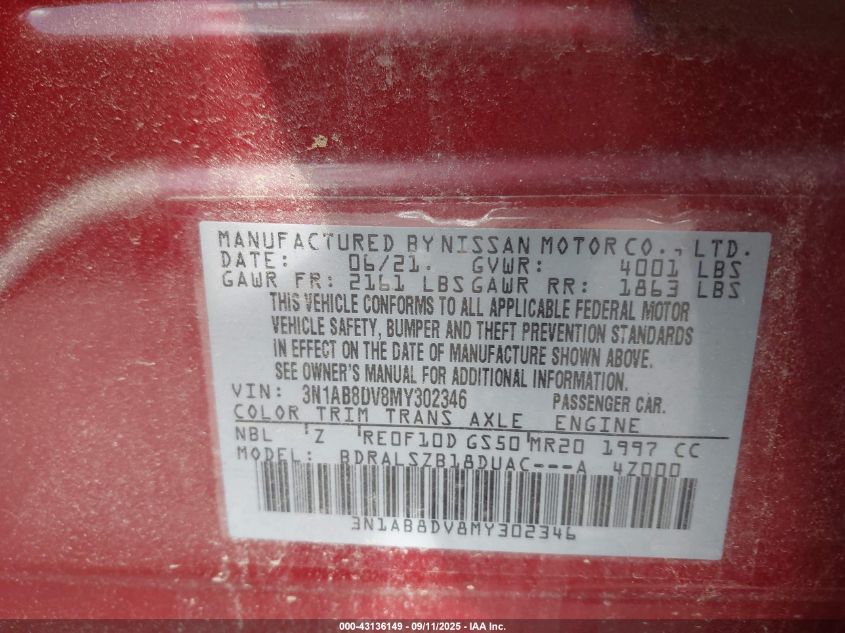 MANUFACTURED BY NISSAN MOTOR CO., LTD.
DATE: 06/21. GVWR: 4001 LBS
GAWR FR: 2161 LBS GAWR RR: 1863 LBS
THIS VEHICLE CONFORMS TO ALL APPLICABLE FEDERAL MOTOR
VEHICLE SAFETY, BUMPER AND THEFT PREVENTION STANDARDS
IN EFFECT ON THE DATE OF MANUFACTURE SHOWN ABOVE.
SEE OWNER'S MANUAL FOR ADDITIONAL INFORMATION.
VIN: 3N1AB8DV8MY302346 PASSENGER CAR.
COLOR TRIM TRANS AXLE ENGINE
NBL Z RE0F10D GS50 MR20 1997 CC
MODEL: BDRALSZB18DUAC---A 4Z000
3N1AB8DV8MY302346
000-43136149 - 09/11/2025 - IAA Inc.